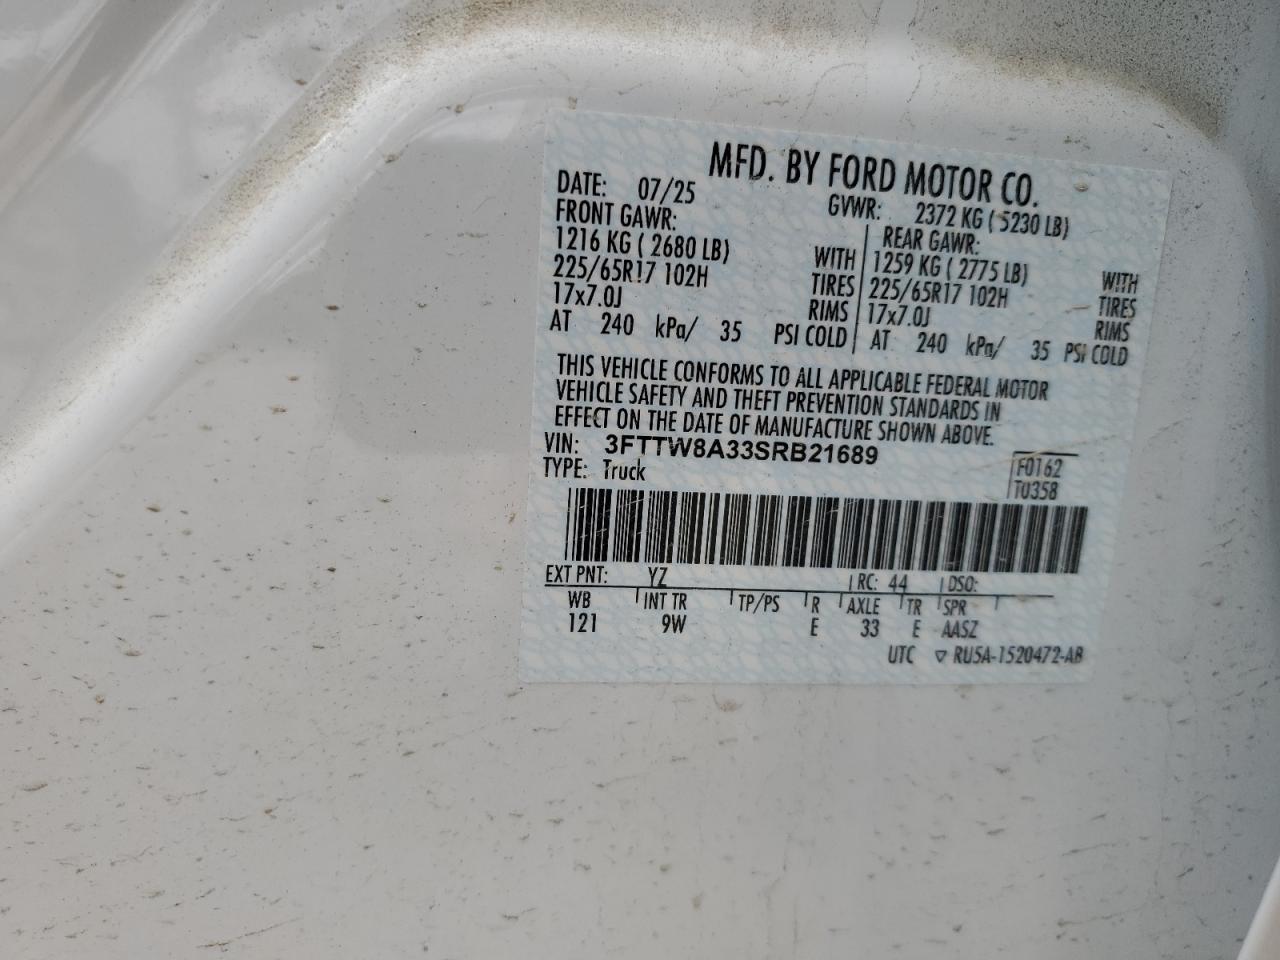 MFD. BY FORD MOTOR CO.
DATE: 07/25 GVWR: 2372 KG ( 5230 LB)
FRONT GAWR: REAR GAWR:
1216 KG ( 2680 LB) WITH 1259 KG ( 2775 LB) WITH
225/65R17 102H TIRES 225/65R17 102H TIRES
17x7.0J RIMS 17x7.0J RIMS
AT 240 kPa/ 35 PSI COLD AT 240 kPa/ 35 PSI COLD
THIS VEHICLE CONFORMS TO ALL APPLICABLE FEDERAL MOTOR
VEHICLE SAFETY AND THEFT PREVENTION STANDARDS IN
EFFECT ON THE DATE OF MANUFACTURE SHOWN ABOVE.
VIN: 3FTTW8A33SRB21689
TYPE: Truck F0162
T0358
EXT PNT: YZ RC: 44 DSO:
WB INT TR TP/PS R AXLE TR SPR
121 9W E 33 E AASZ
UTC ▽ RU5A-1520472-AB